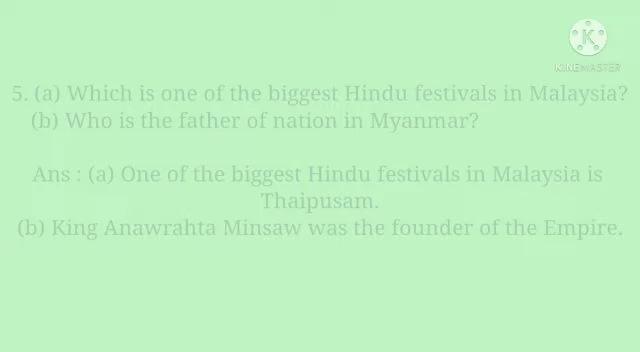 KINEMASTER
5. (a) Which is one of the biggest Hindu festivals in Malaysia?
(b) Who is the father of nation in Myanmar?
Ans : (a) One of the biggest Hindu festivals in Malaysia is
Thaipusam.
(b) King Anawrahta Minsaw was the founder of the Empire.